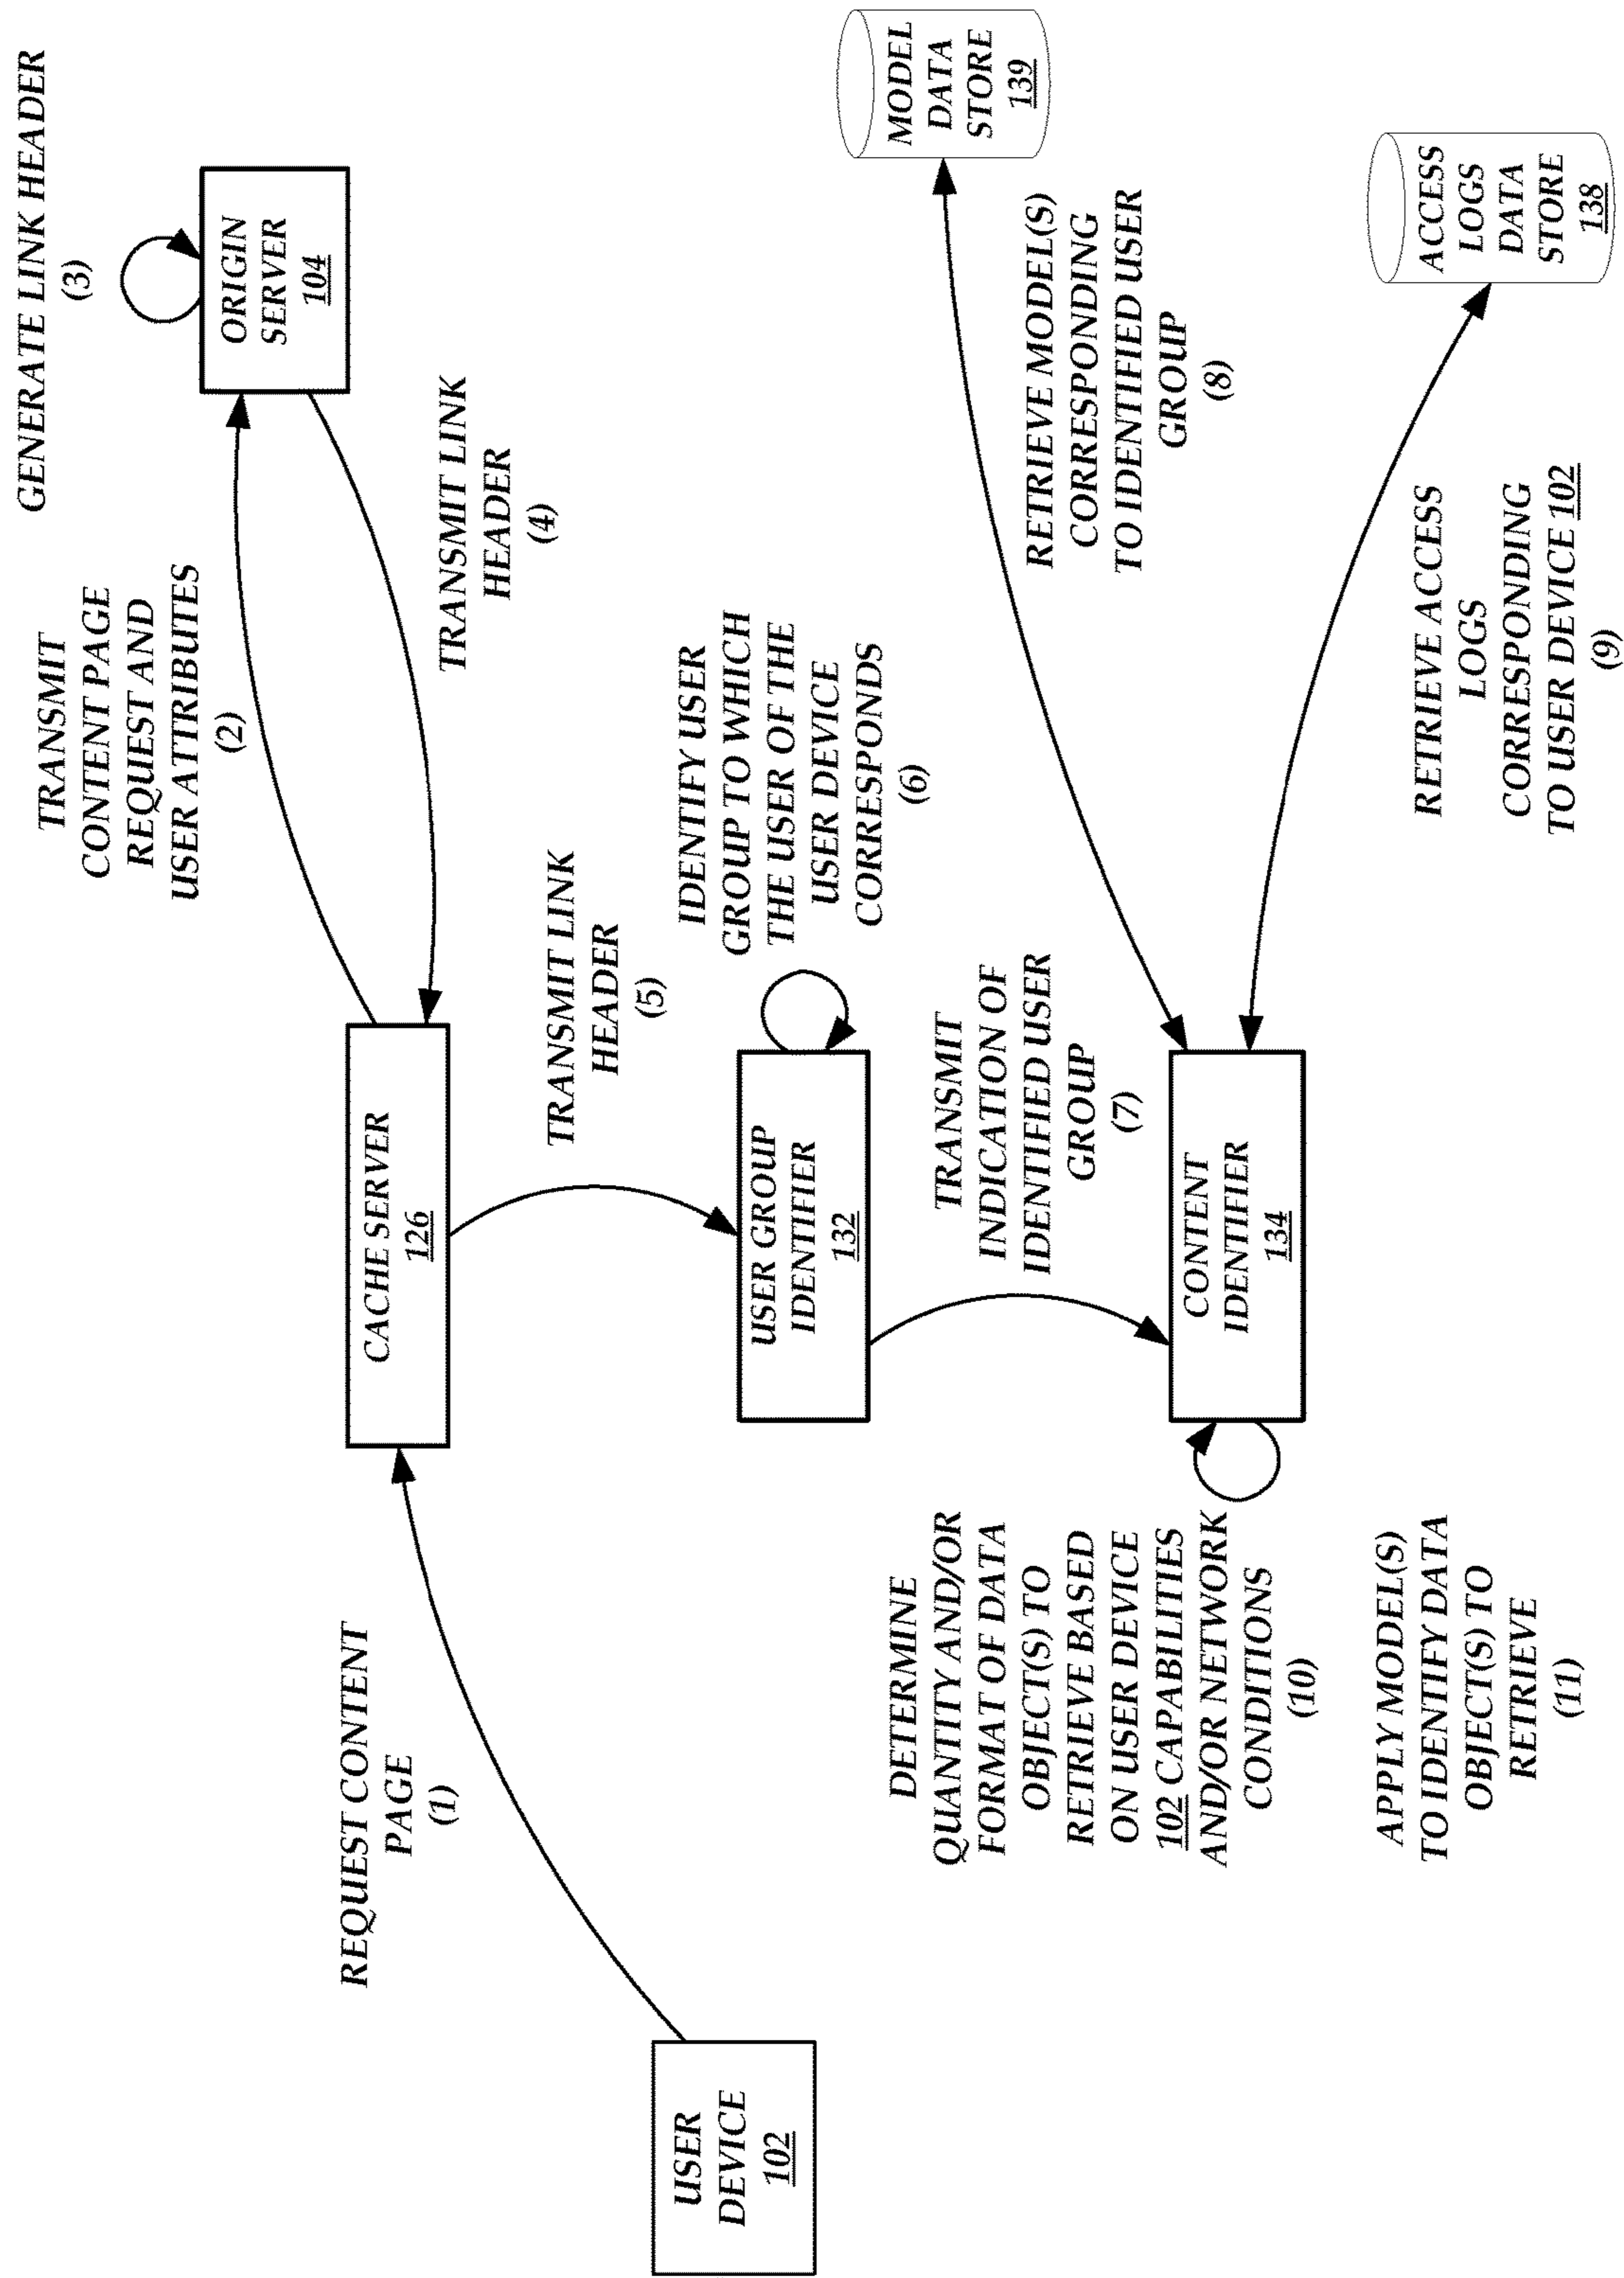 GENERATE LINK HEADER
(3)
ORIGIN
SERVER
104
TRANSMIT
CONTENT PAGE
REQUEST AND
USER ATTRIBUTES
(2)
TRANSMIT LINK
HEADER
(4)
REQUEST CONTENT
PAGE
(1)
CACHE SERVER
126
TRANSMIT LINK
HEADER
(5)
USER
DEVICE
102
USER GROUP
IDENTIFIER
132
IDENTIFY USER
GROUP TO WHICH
THE USER OF THE
USER DEVICE
CORRESPONDS
(6)
MODEL
DATA
STORE
139
TRANSMIT
INDICATION OF
IDENTIFIED USER
GROUP
(7)
RETRIEVE MODEL(S)
CORRESPONDING
TO IDENTIFIED USER
GROUP
(8)
DETERMINE
QUANTITY AND/OR
FORMAT OF DATA
OBJECT(S) TO
RETRIEVE BASED
ON USER DEVICE
102 CAPABILITIES
AND/OR NETWORK
CONDITIONS
(10)
CONTENT
IDENTIFIER
134
ACCESS
LOGS
DATA
STORE
138
RETRIEVE ACCESS
LOGS
CORRESPONDING
TO USER DEVICE 102
(9)
APPLY MODEL(S)
TO IDENTIFY DATA
OBJECT(S) TO
RETRIEVE
(11)